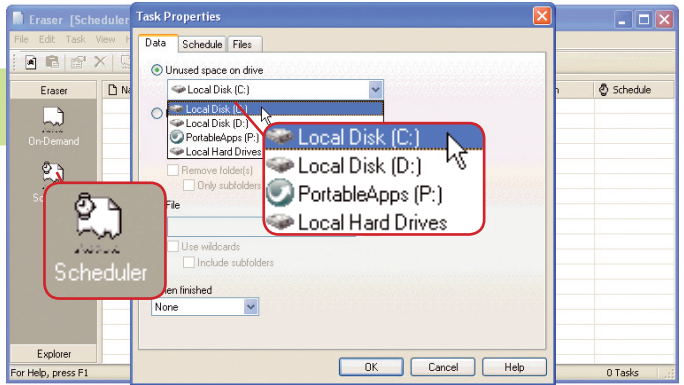 Eraser [Scheduler
Task Properties
File Edit Task View H
Data Schedule Files
Unused space on drive
Eraser
Local Disk (C:)
Schedule
Local Disk (C:)
Local Disk (D:)
PortableApps (P:)
Local Hard Drives
On-Demand
Local Disk (C:)
Local Disk (D:)
PortableApps (P:)
Local Hard Drives
Remove folder(s)
Only subfolders
File
Scheduler
Use wildcards
Include subfolders
en finished
None
Explorer
OK Cancel Help
For Help, press F1
0 Tasks